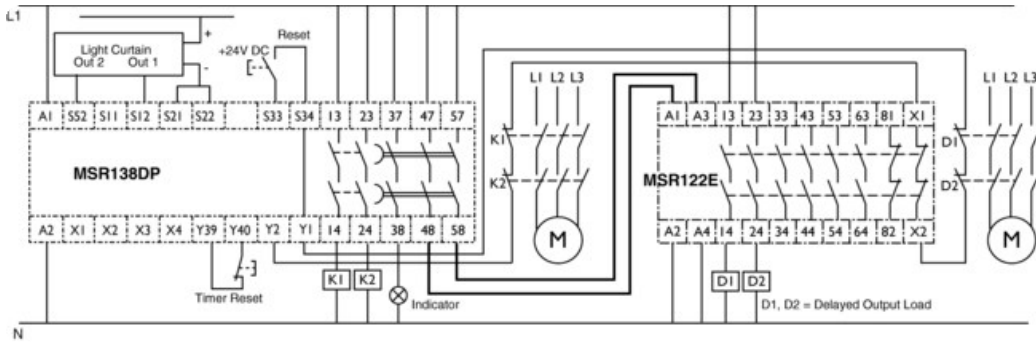 L1
+
Light Curtain
Out 2 Out 1
-
+24V DC
Reset
L1 L2 L3
L1 L2 L3
A1 S52 S11 S12 S21 S22 S33 S34 13 23 37 47 57
A1 A3 13 23 33 43 53 63 81 X1
K1
D1
MSR138DP
MSR122E
K2
D2
A2 X1 X2 X3 X4 Y39 Y40 Y2 Y1 14 24 38 48 58
A2 A4 14 24 34 44 54 64 82 X2
M
M
K1 K2
D1 D2
Timer Reset
Indicator
D1, D2 = Delayed Output Load
N